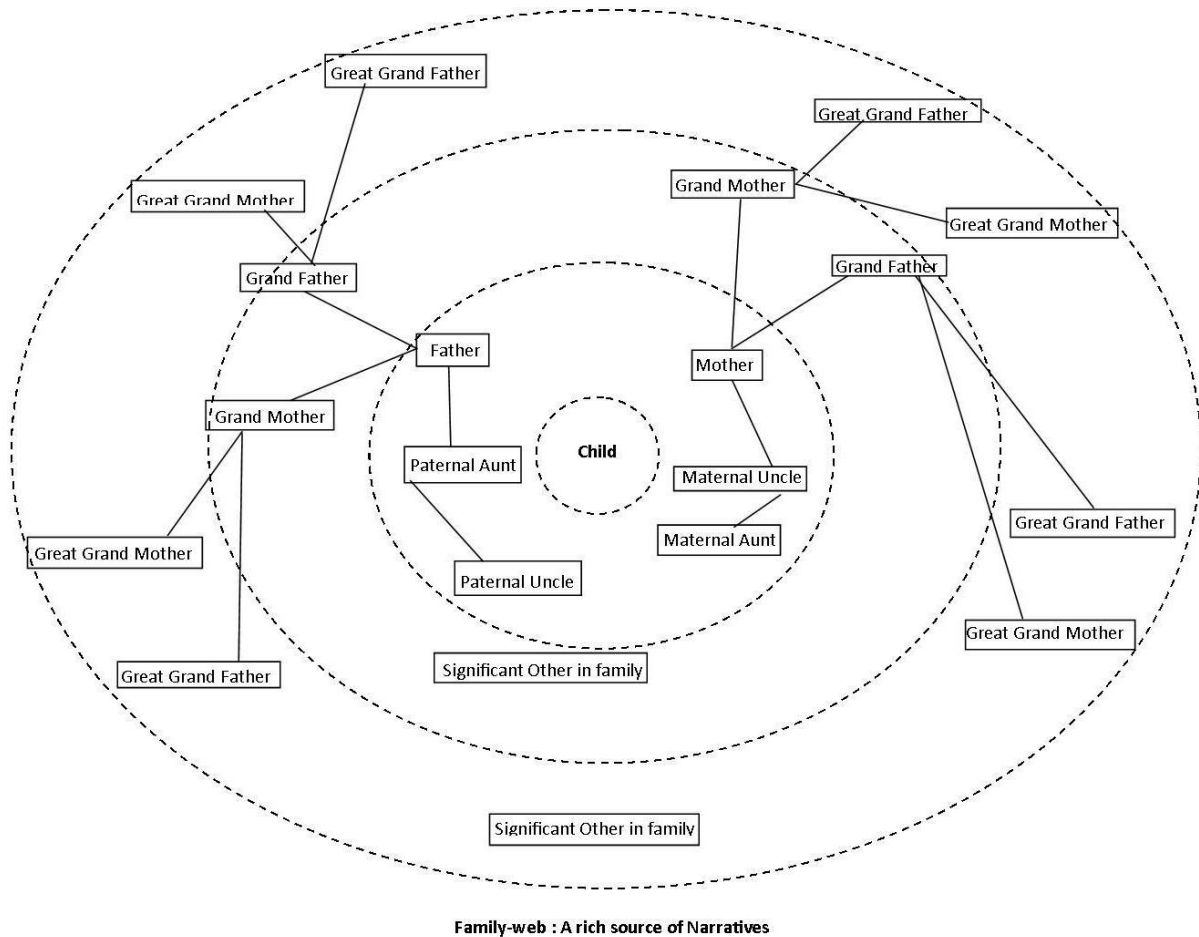 Great Grand Father
Great Grand Father
Grand Mother
Great Grand Mother
Great Grand Mother
Grand Father
Grand Father
Father
Mother
Grand Mother
Child
Paternal Aunt
Maternal Uncle
Great Grand Father
Maternal Aunt
Great Grand Mother
Paternal Uncle
Great Grand Mother
Significant Other in family
Great Grand Father
Significant Other in family
Family-web : A rich source of Narratives